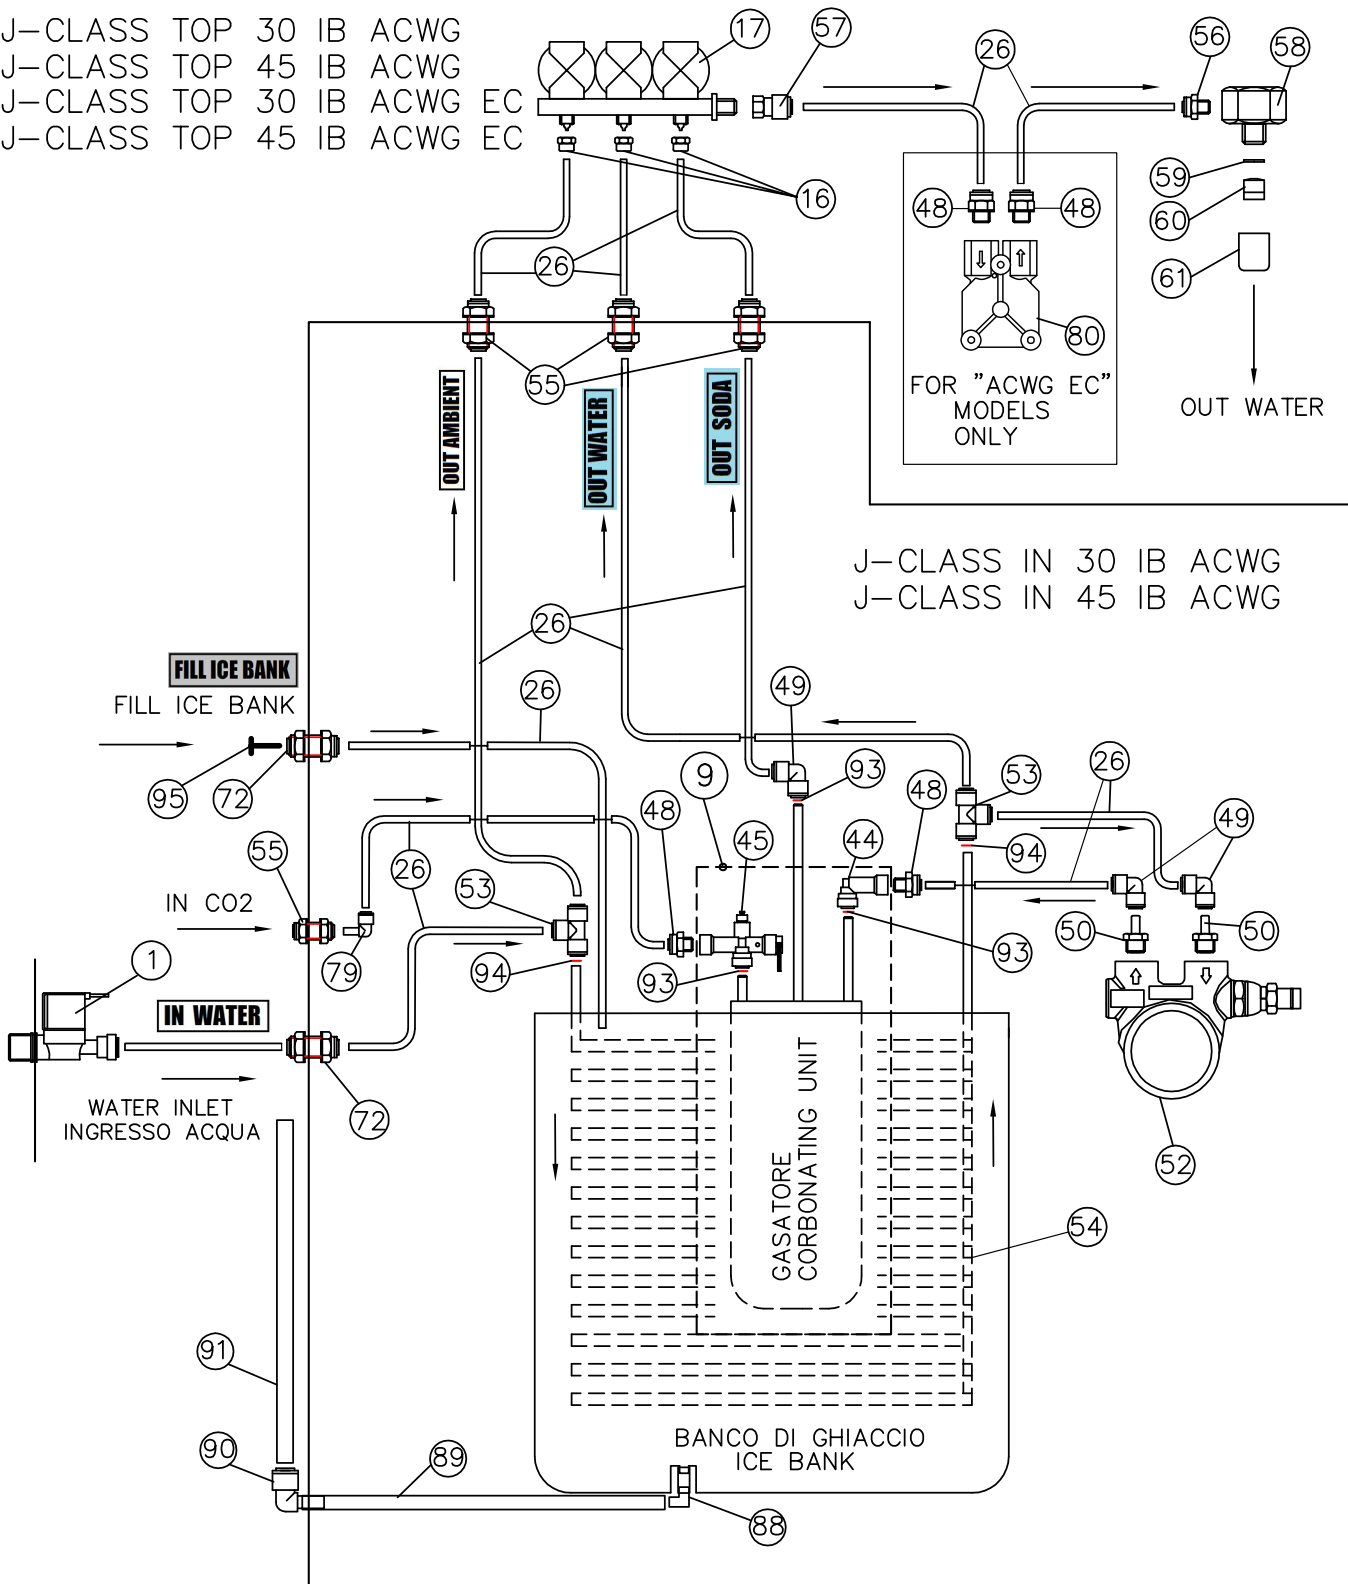 J-CLASS TOP 30 IB ACWG
J-CLASS TOP 45 IB ACWG
J-CLASS TOP 30 IB ACWG EC
J-CLASS TOP 45 IB ACWG EC
17
57
26
56
58
16
59
48
48
60
26
61
80
55
FOR "ACWG EC"
MODELS
ONLY
OUT WATER
OUT AMBIENT
OUT WATER
OUT SODA
J-CLASS IN 30 IB ACWG
J-CLASS IN 45 IB ACWG
26
FILL ICE BANK
FILL ICE BANK
26
49
95
72
9
93
48
53
26
48
45
44
49
55
26
53
94
IN CO2
79
94
93
93
50
50
1
IN WATER
72
WATER INLET
INGRESSO ACQUA
GASATORE
CORBONATING UNIT
52
54
91
BANCO DI GHIACCIO
ICE BANK
90
89
88